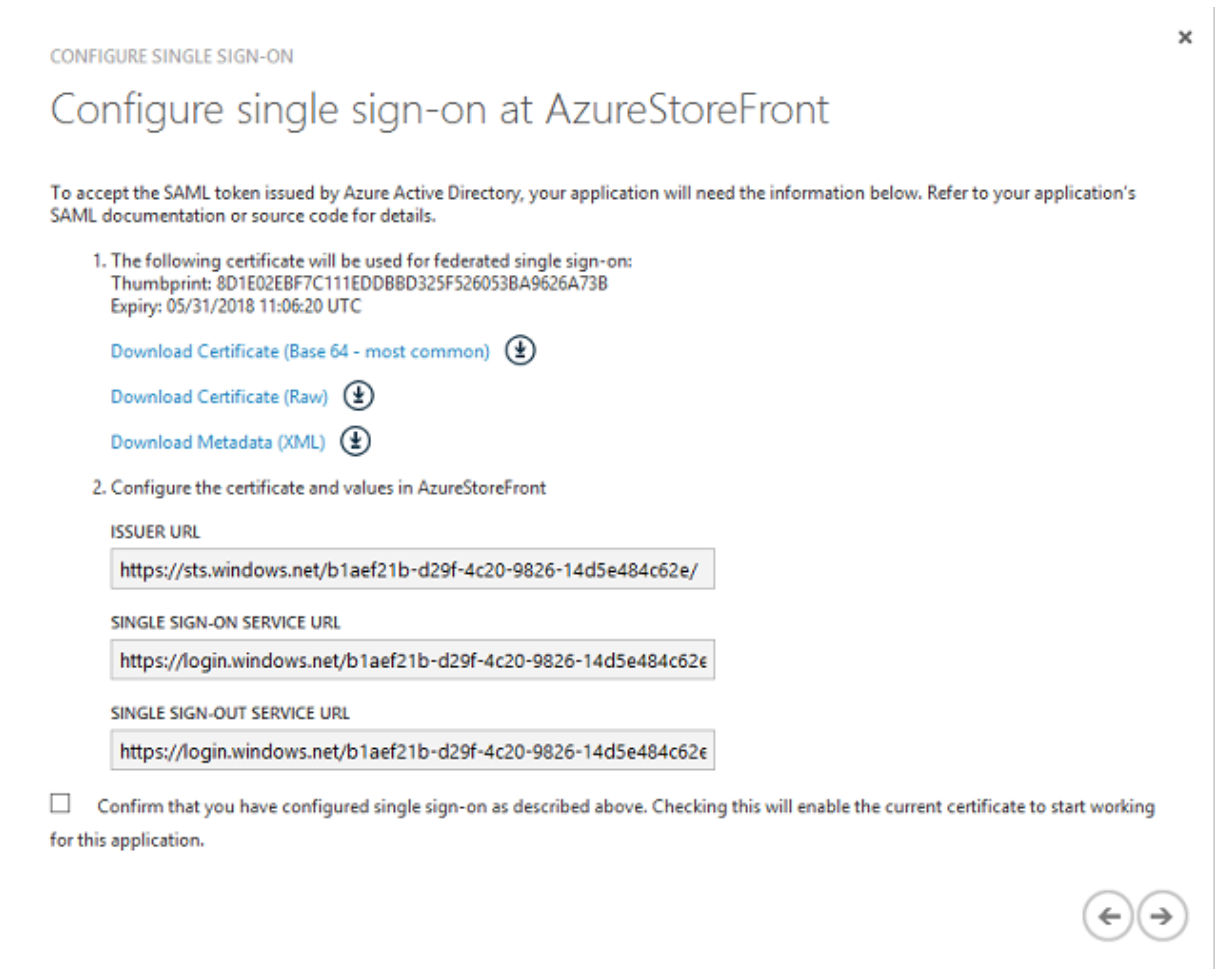 CONFIGURE SINGLE SIGN-ON
Configure single sign-on at AzureStoreFront
To accept the SAML token issued by Azure Active Directory, your application will need the information below. Refer to your application's
SAML documentation or source code for details.
1. The following certificate will be used for federated single sign-on:
Thumbprint: 8D1E02EBF7C111EDDBBD325F526053BA9626A73B
Expiry: 05/31/2018 11:06:20 UTC
Download Certificate (Base 64 - most common)
Download Certificate (Raw)
Download Metadata (XML)
2. Configure the certificate and values in AzureStoreFront
ISSUER URL
https://sts.windows.net/b1aef21b-d29f-4c20-9826-14d5e484c62e/
SINGLE SIGN-ON SERVICE URL
https://login.windows.net/b1aef21b-d29f-4c20-9826-14d5e484c62e
SINGLE SIGN-OUT SERVICE URL
https://login.windows.net/b1aef21b-d29f-4c20-9826-14d5e484c62e
Confirm that you have configured single sign-on as described above. Checking this will enable the current certificate to start working
for this application.